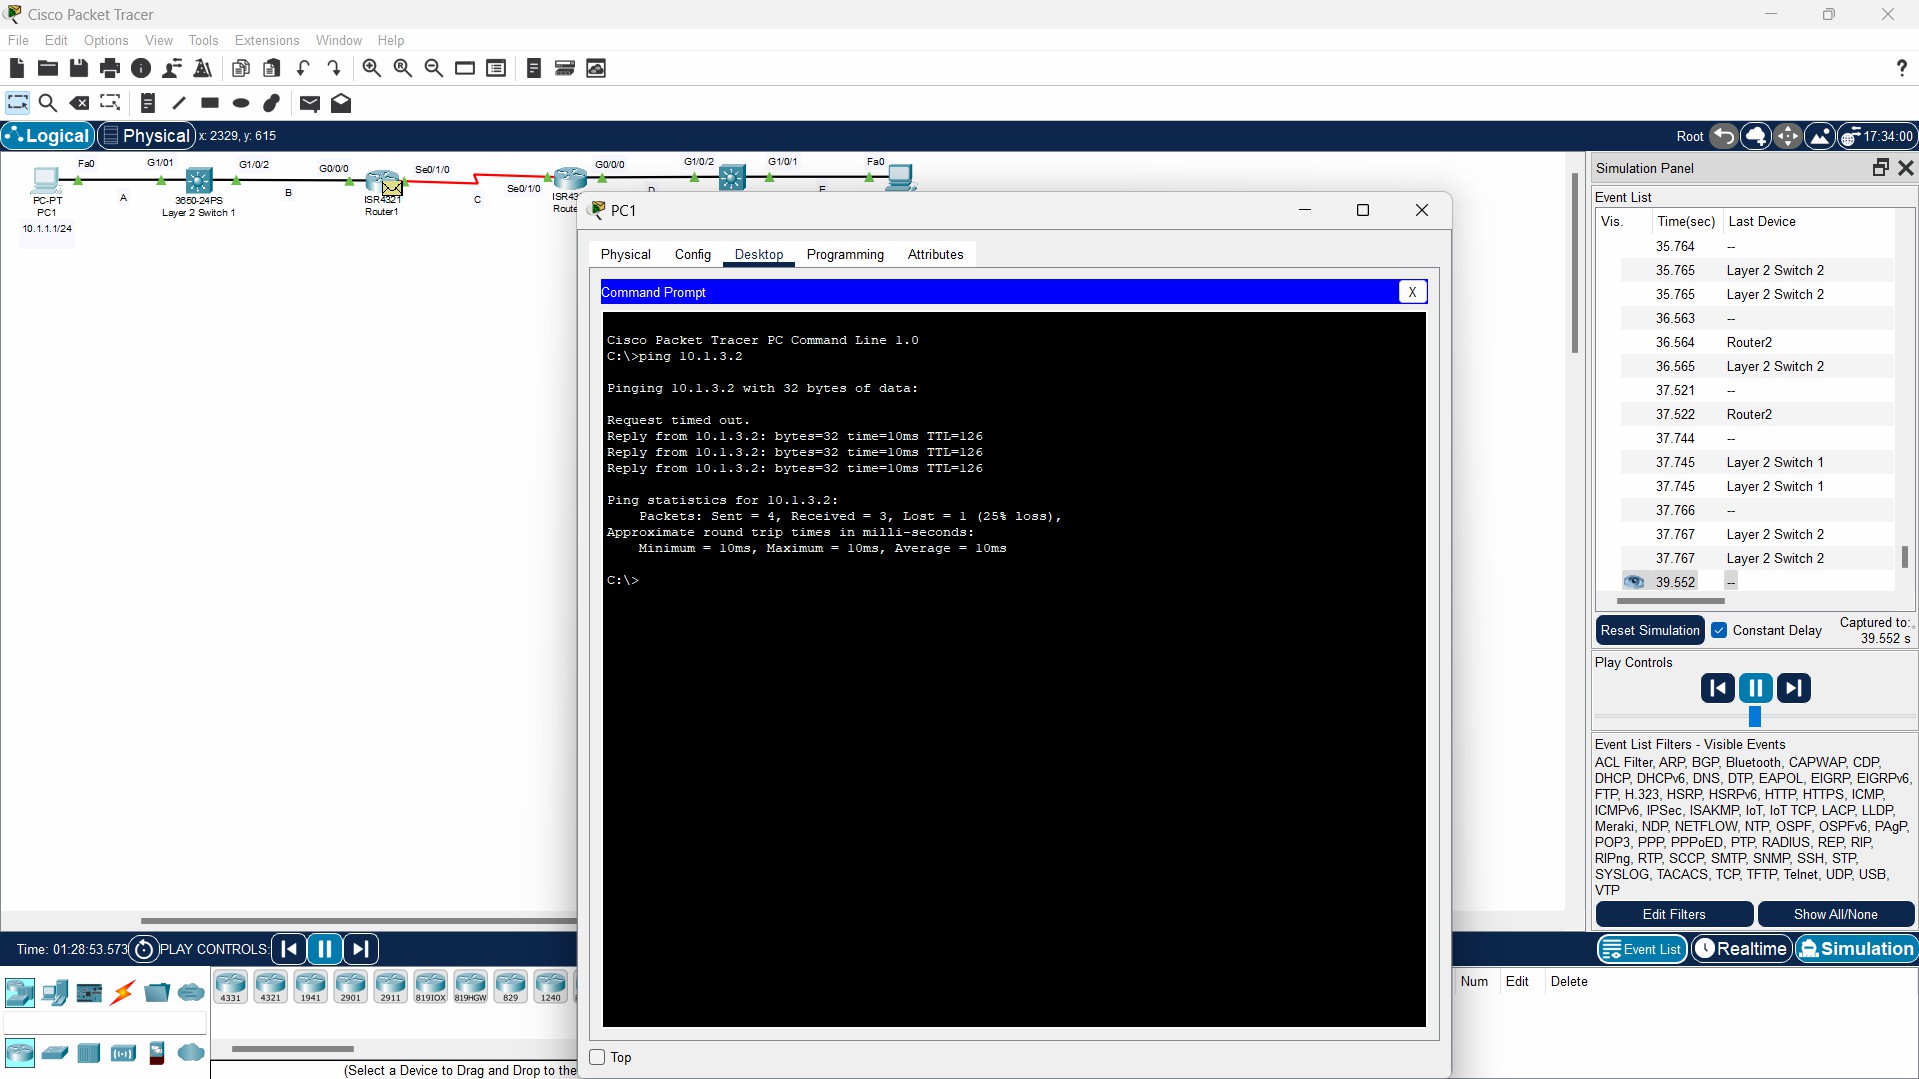 Cisco Packet Tracer
File Edit Options View Tools Extensions Window Help
Logical Physical x: 2329, y: 615 Root 17:34:00
Fa0 G1/01 G1/0/2 G0/0/0 Se0/1/0 G0/0/0 G1/0/2 G1/0/1 Fa0
A B C Se0/1/0
PC-PT
PC1
10.1.1.1/24
3650-24PS
Layer 2 Switch 1
ISR4321
Router1
PC1
Physical Config Desktop Programming Attributes
Command Prompt X
Cisco Packet Tracer PC Command Line 1.0
C:\>ping 10.1.3.2
Pinging 10.1.3.2 with 32 bytes of data:
Request timed out.
Reply from 10.1.3.2: bytes=32 time=10ms TTL=126
Reply from 10.1.3.2: bytes=32 time=10ms TTL=126
Reply from 10.1.3.2: bytes=32 time=10ms TTL=126
Ping statistics for 10.1.3.2:
Packets: Sent = 4, Received = 3, Lost = 1 (25% loss),
Approximate round trip times in milli-seconds:
Minimum = 10ms, Maximum = 10ms, Average = 10ms
C:\>
Top
Simulation Panel
Event List
Vis. Time(sec) Last Device
35.764 --
35.765 Layer 2 Switch 2
35.765 Layer 2 Switch 2
36.563 --
36.564 Router2
36.565 Layer 2 Switch 2
37.521 --
37.522 Router2
37.744 --
37.745 Layer 2 Switch 1
37.745 Layer 2 Switch 1
37.766 --
37.767 Layer 2 Switch 2
37.767 Layer 2 Switch 2
39.552 --
Reset Simulation Constant Delay Captured to:
39.552 s
Play Controls
Event List Filters - Visible Events
ACL Filter, ARP, BGP, Bluetooth, CAPWAP, CDP,
DHCP, DHCPv6, DNS, DTP, EAPOL, EIGRP, EIGRPv6,
FTP, H.323, HSRP, HSRPv6, HTTP, HTTPS, ICMP,
ICMPv6, IPSec, ISAKMP, IoT, IoT TCP, LACP, LLDP,
Meraki, NDP, NETFLOW, NTP, OSPF, OSPFv6, PAgP,
POP3, PPP, PPPoED, PTP, RADIUS, REP, RIP,
RIPng, RTP, SCCP, SMTP, SNMP, SSH, STP,
SYSLOG, TACACS, TCP, TFTP, Telnet, UDP, USB,
VTP
Edit Filters Show All/None
Time: 01:28:53.573 PLAY CONTROLS:
Event List Realtime Simulation
4331 4321 1941 2901 2911 819IOX 819HGW 829 1240
Num Edit Delete
(Select a Device to Drag and Drop to the